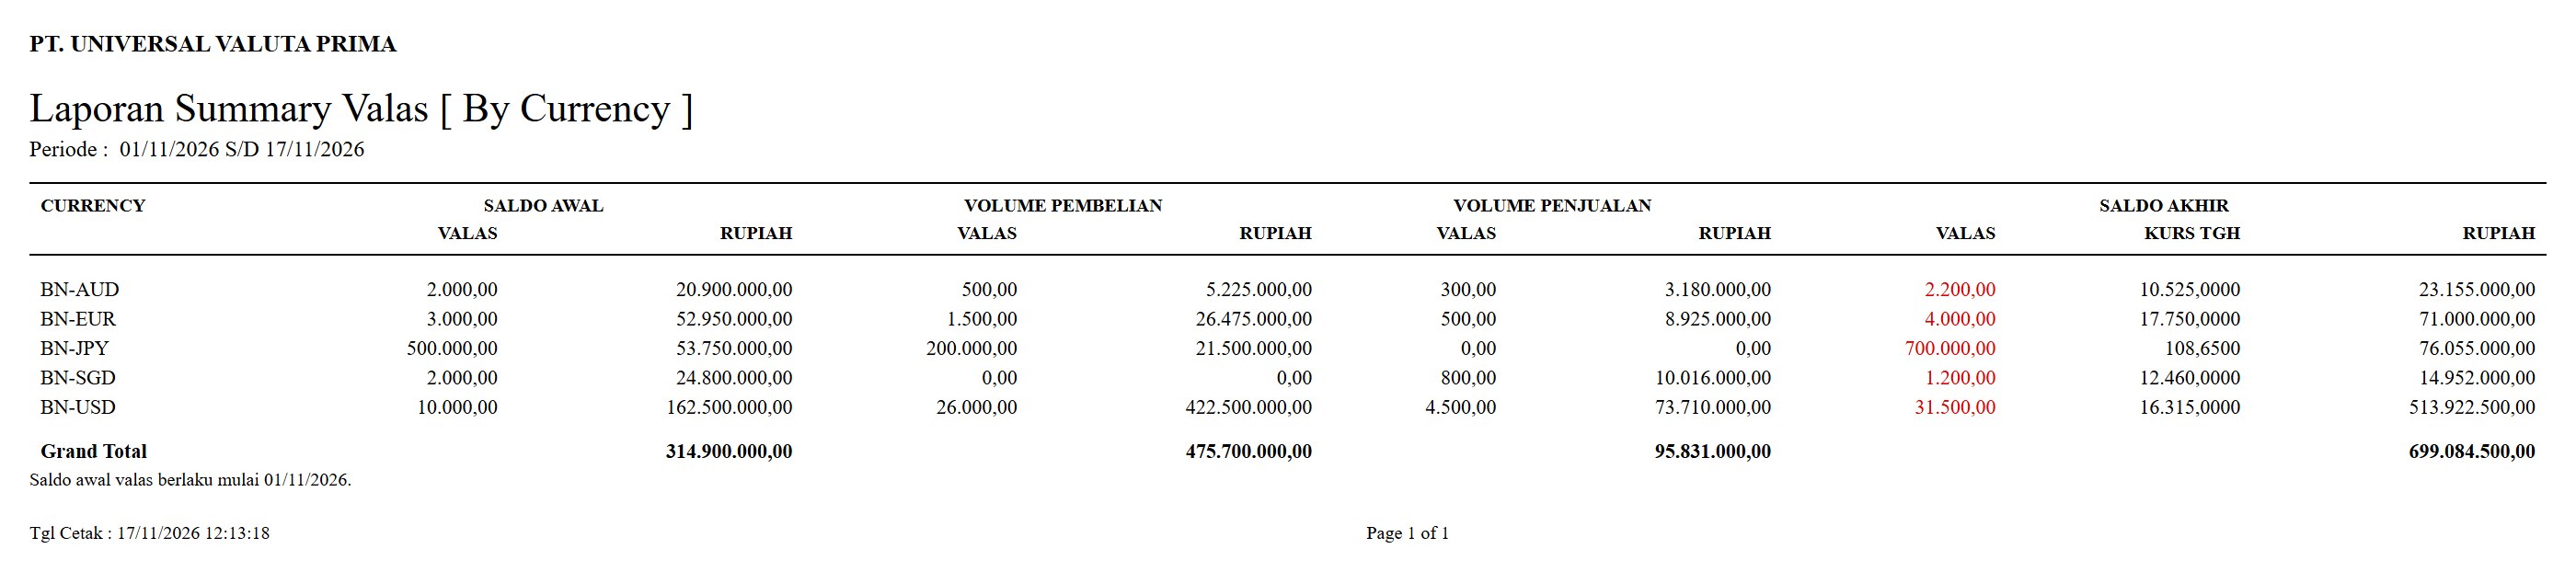 PT. UNIVERSAL VALUTA PRIMA
Laporan Summary Valas [ By Currency ]
Periode : 01/11/2026 S/D 17/11/2026
CURRENCY SALDO AWAL VOLUME PEMBELIAN VOLUME PENJUALAN SALDO AKHIR
VALAS RUPIAH VALAS RUPIAH VALAS RUPIAH VALAS KURS TGH RUPIAH
BN-AUD 2.000,00 20.900.000,00 500,00 5.225.000,00 300,00 3.180.000,00 2.200,00 10.525,0000 23.155.000,00
BN-EUR 3.000,00 52.950.000,00 1.500,00 26.475.000,00 500,00 8.925.000,00 4.000,00 17.750,0000 71.000.000,00
BN-JPY 500.000,00 53.750.000,00 200.000,00 21.500.000,00 0,00 0,00 700.000,00 108,6500 76.055.000,00
BN-SGD 2.000,00 24.800.000,00 0,00 0,00 800,00 10.016.000,00 1.200,00 12.460,0000 14.952.000,00
BN-USD 10.000,00 162.500.000,00 26.000,00 422.500.000,00 4.500,00 73.710.000,00 31.500,00 16.315,0000 513.922.500,00
Grand Total 314.900.000,00 475.700.000,00 95.831.000,00 699.084.500,00
Saldo awal valas berlaku mulai 01/11/2026.
Tgl Cetak : 17/11/2026 12:13:18 Page 1 of 1